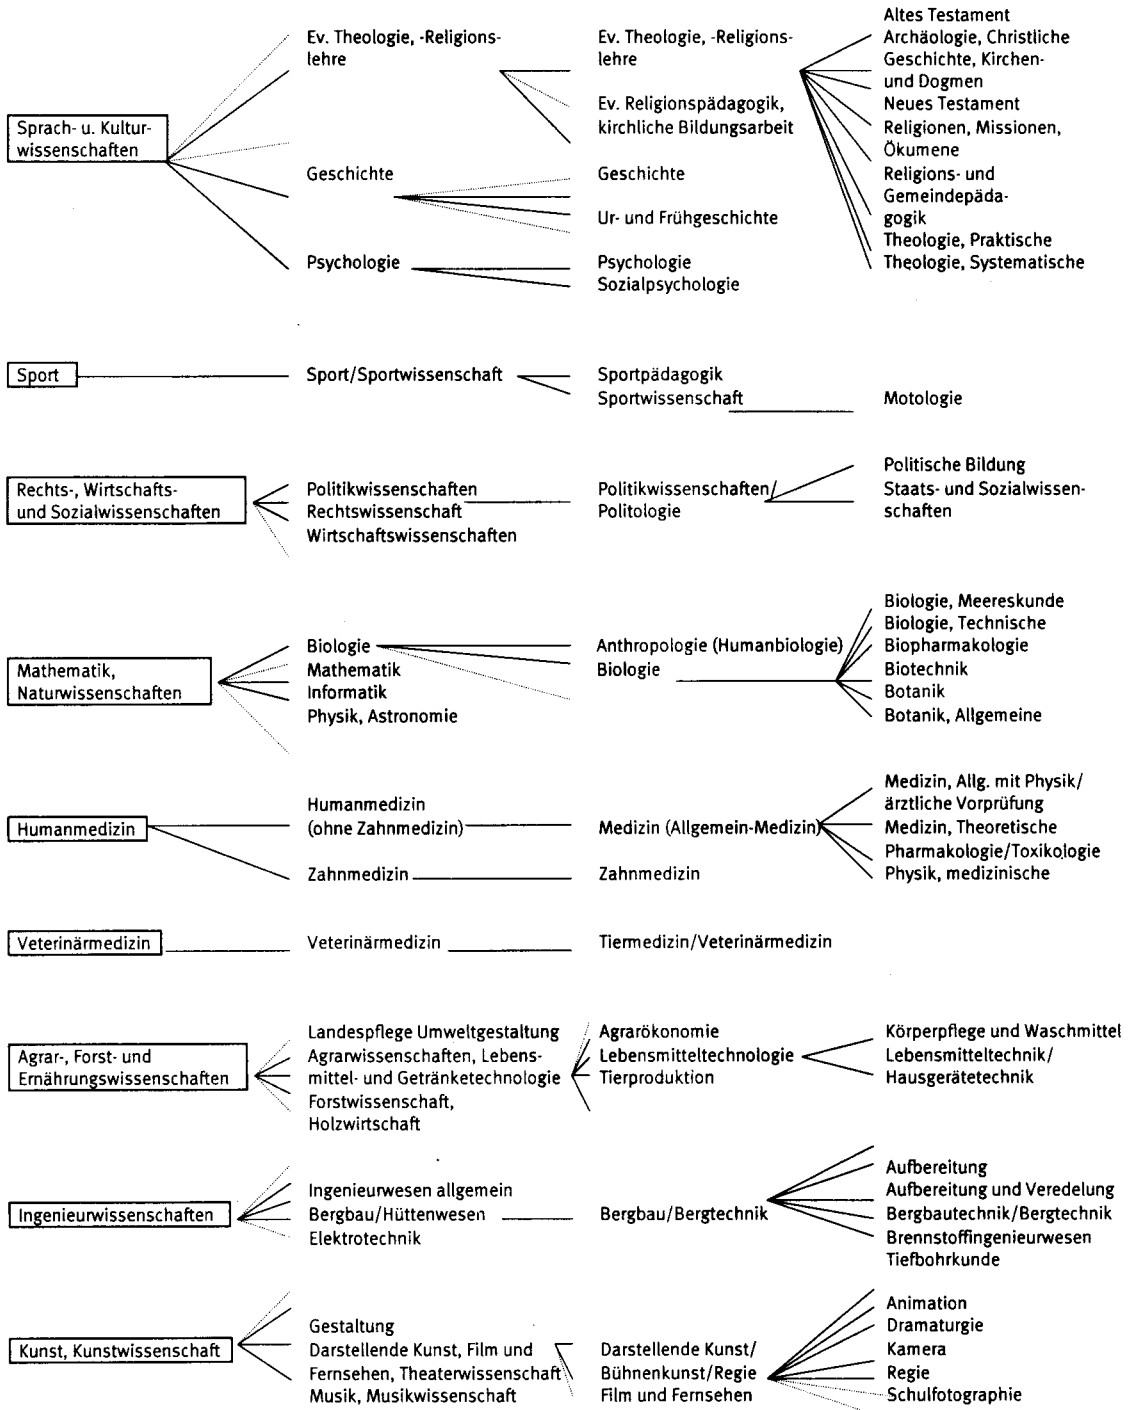 Sprach- u. Kultur-
wissenschaften
Ev. Theologie, -Religions-
lehre
Geschichte
Psychologie
Ev. Theologie, -Religions-
lehre
Ev. Religionspädagogik,
kirchliche Bildungsarbeit
Geschichte
Ur- und Frühgeschichte
Psychologie
Sozialpsychologie
Altes Testament
Archäologie, Christliche
Geschichte, Kirchen-
und Dogmen
Neues Testament
Religionen, Missionen,
Ökumene
Religions- und
Gemeindepäda-
gogik
Theologie, Praktische
Theologie, Systematische
Sport
Sport/Sportwissenschaft
Sportpädagogik
Sportwissenschaft
Motologie
Rechts-, Wirtschafts-
und Sozialwissenschaften
Politikwissenschaften
Rechtswissenschaft
Wirtschaftswissenschaften
Politikwissenschaften/
Politologie
Politische Bildung
Staats- und Sozialwissen-
schaften
Mathematik,
Naturwissenschaften
Biologie
Mathematik
Informatik
Physik, Astronomie
Anthropologie (Humanbiologie)
Biologie
Biologie, Meereskunde
Biologie, Technische
Biopharmakologie
Biotechnik
Botanik
Botanik, Allgemeine
Humanmedizin
Humanmedizin
(ohne Zahnmedizin)
Zahnmedizin
Medizin (Allgemein-Medizin)
Zahnmedizin
Medizin, Allg. mit Physik/
ärztliche Vorprüfung
Medizin, Theoretische
Pharmakologie/Toxikologie
Physik, medizinische
Veterinärmedizin
Veterinärmedizin
Tiermedizin/Veterinärmedizin
Agrar-, Forst- und
Ernährungswissenschaften
Landespflege Umweltgestaltung
Agrarwissenschaften, Lebens-
mittel- und Getränketechnologie
Forstwissenschaft,
Holzwirtschaft
Agrarökonomie
Lebensmitteltechnologie
Tierproduktion
Körperpflege und Waschmittel
Lebensmitteltechnik/
Hausgerätetechnik
Ingenieurwissenschaften
Ingenieurwesen allgemein
Bergbau/Hüttenwesen
Elektrotechnik
Bergbau/Bergtechnik
Aufbereitung
Aufbereitung und Veredelung
Bergbautechnik/Bergtechnik
Brennstoffingenieurwesen
Tiefbohrkunde
Kunst, Kunstwissenschaft
Gestaltung
Darstellende Kunst, Film und
Fernsehen, Theaterwissenschaft
Musik, Musikwissenschaft
Darstellende Kunst/
Bühnenkunst/Regie
Film und Fernsehen
Animation
Dramaturgie
Kamera
Regie
Schulfotographie